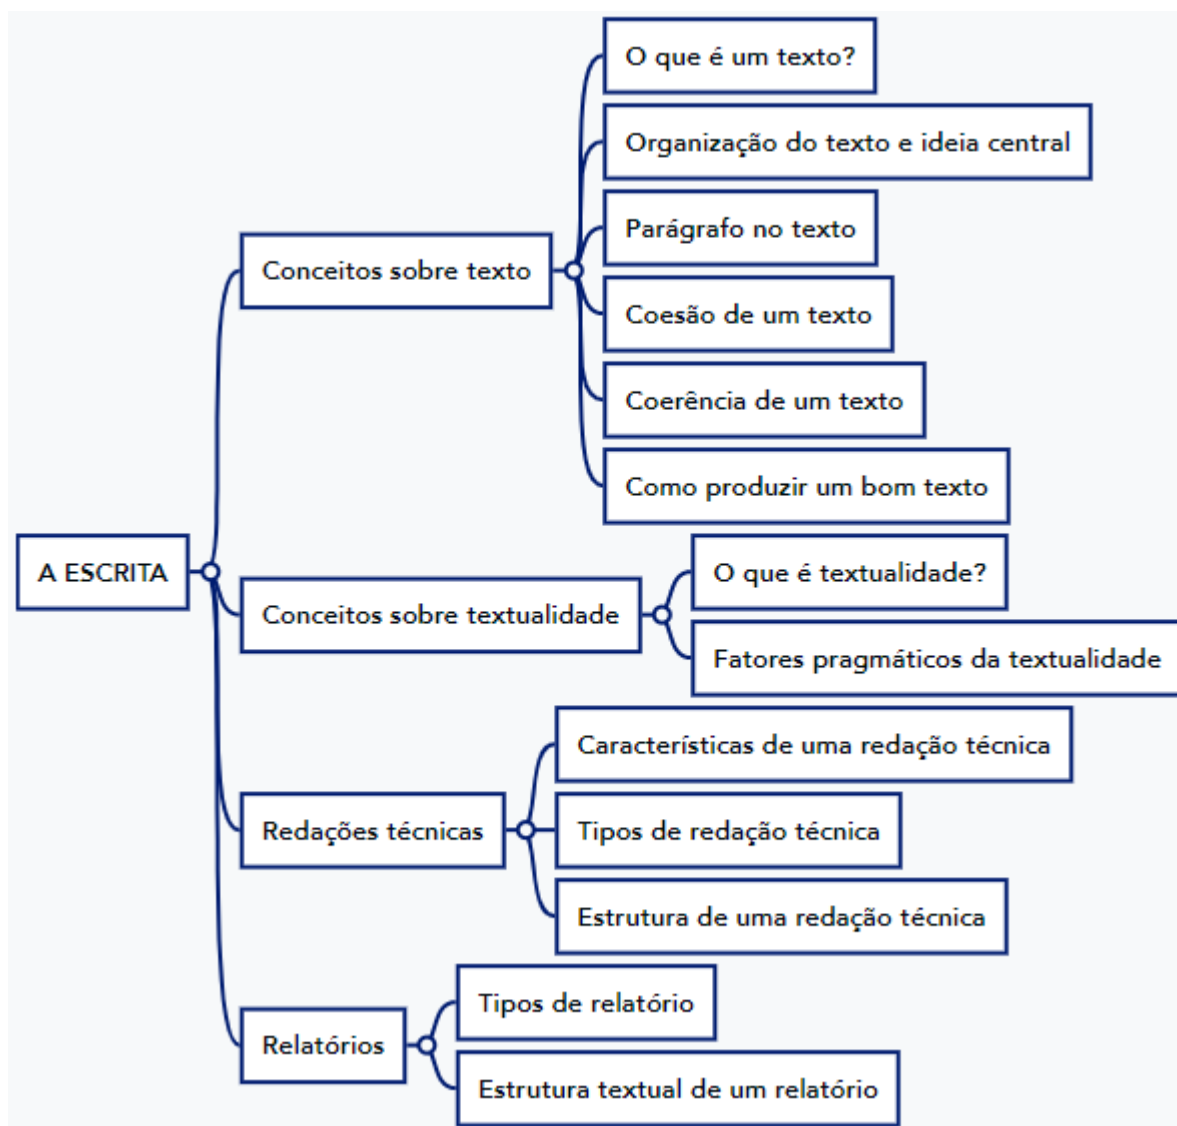 A ESCRITA
Conceitos sobre texto
O que é um texto?
Organização do texto e ideia central
Parágrafo no texto
Coesão de um texto
Coerência de um texto
Como produzir um bom texto
Conceitos sobre textualidade
O que é textualidade?
Fatores pragmáticos da textualidade
Redações técnicas
Características de uma redação técnica
Tipos de redação técnica
Estrutura de uma redação técnica
Relatórios
Tipos de relatório
Estrutura textual de um relatório